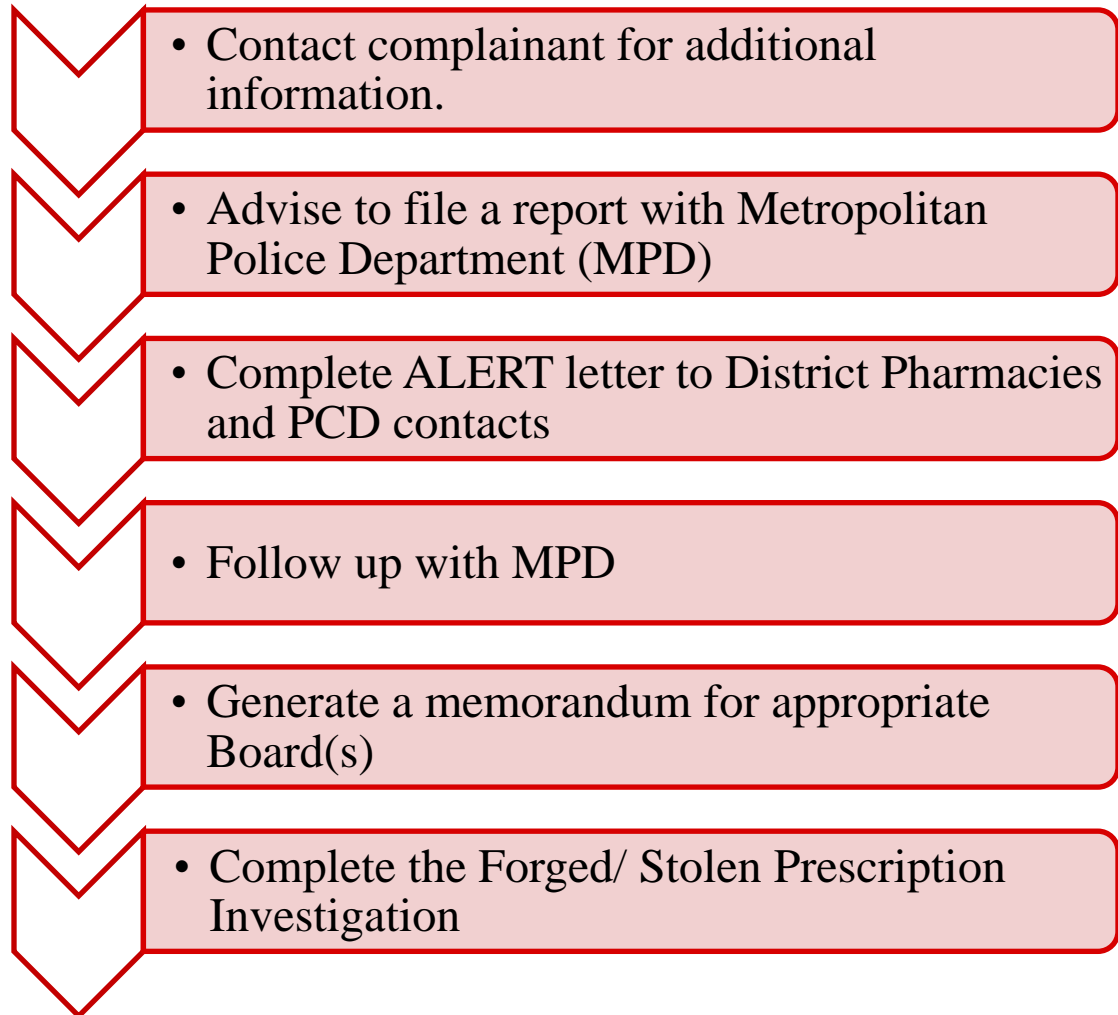 • Contact complainant for additional
information.
• Advise to file a report with Metropolitan
Police Department (MPD)
• Complete ALERT letter to District Pharmacies
and PCD contacts
• Follow up with MPD
• Generate a memorandum for appropriate
Board(s)
• Complete the Forged/ Stolen Prescription
Investigation